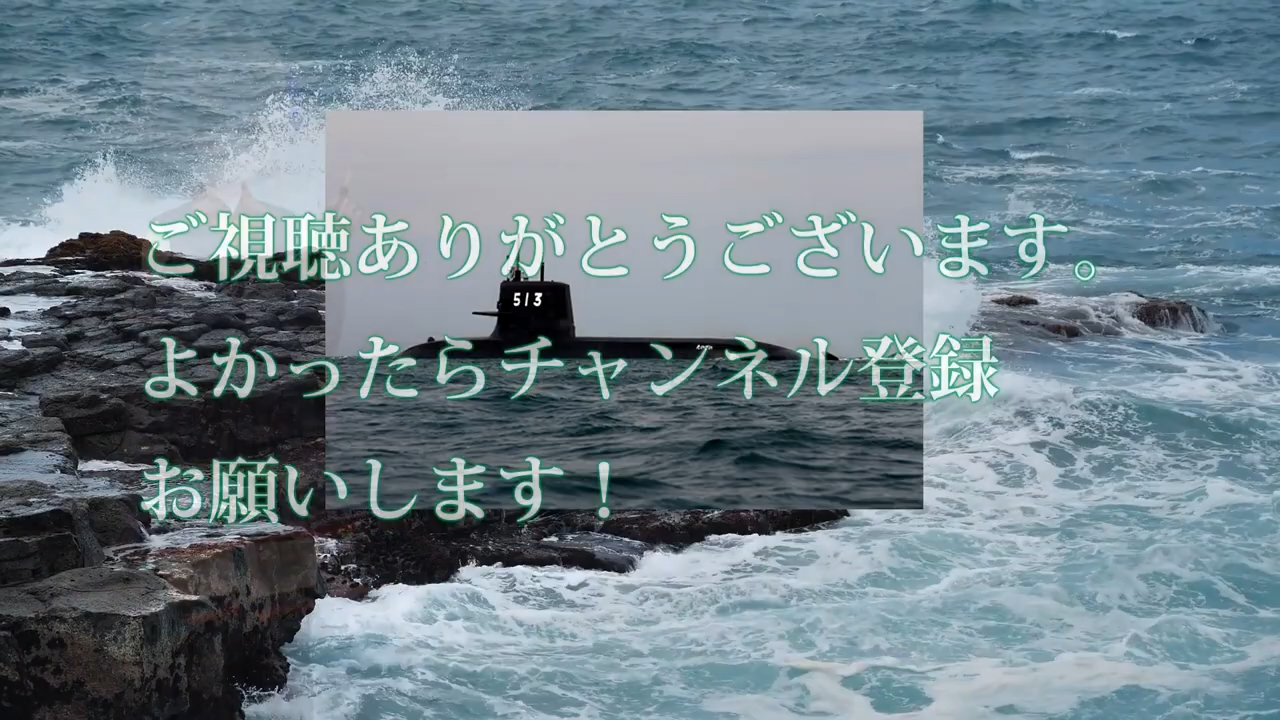 ご視聴ありがとうございます。
513
よかったらチャンネル登録
お願いします！